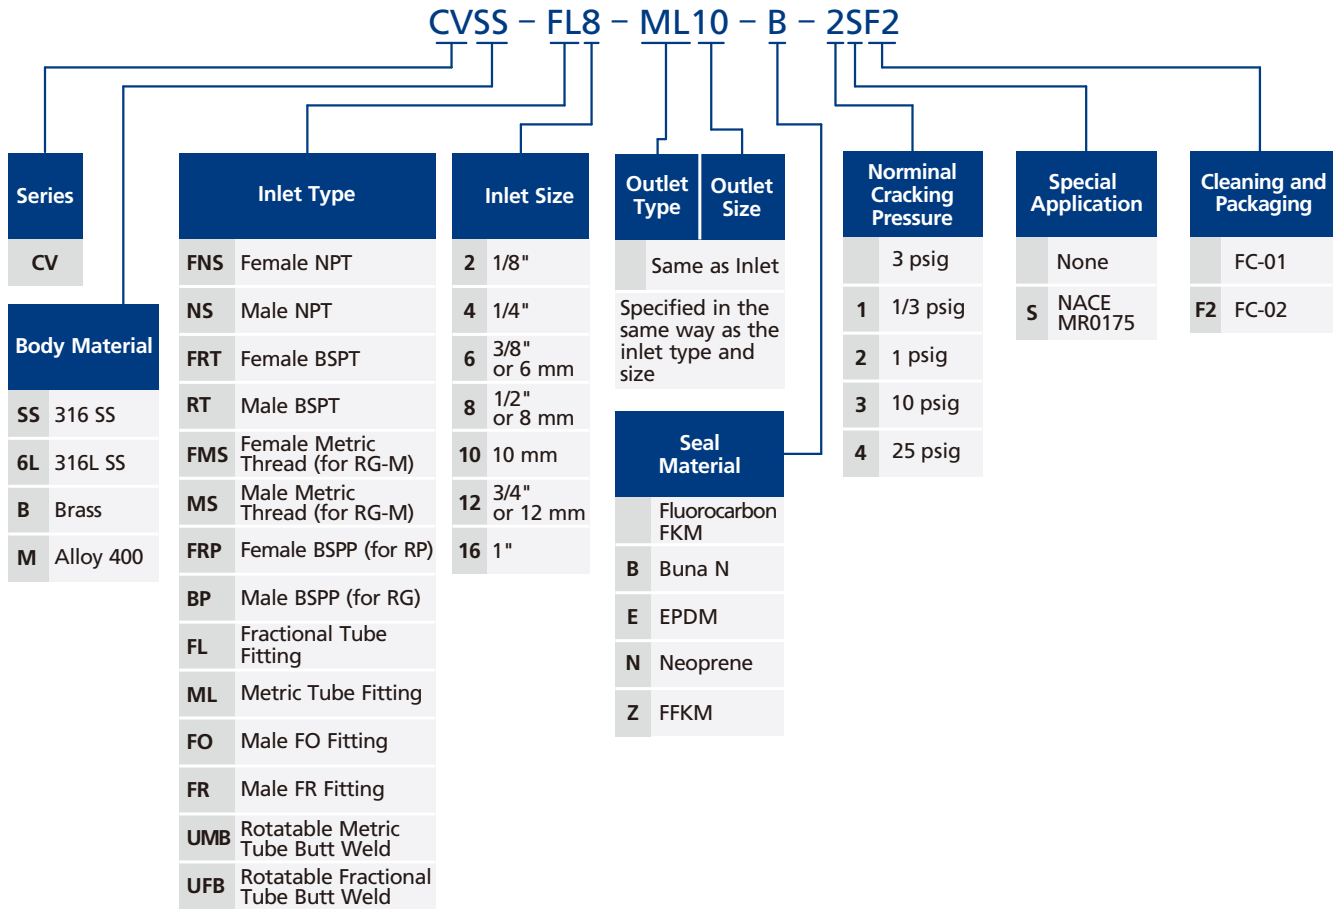 CVSS – FL8 – ML10 – B – 2SF2
Series
CV
Body Material
SS 316 SS
6L 316L SS
B Brass
M Alloy 400
Inlet Type
FNS Female NPT
NS Male NPT
FRT Female BSPT
RT Male BSPT
FMS Female Metric
Thread (for RG-M)
MS Male Metric
Thread (for RG-M)
FRP Female BSPP (for RP)
BP Male BSPP (for RG)
FL Fractional Tube
Fitting
ML Metric Tube Fitting
FO Male FO Fitting
FR Male FR Fitting
UMB Rotatable Metric
Tube Butt Weld
UFB Rotatable Fractional
Tube Butt Weld
Inlet Size
2 1/8"
4 1/4"
6 3/8"
or 6 mm
8 1/2"
or 8 mm
10 10 mm
12 3/4"
or 12 mm
16 1"
Outlet
Type
Outlet
Size
Same as Inlet
Specified in the
same way as the
inlet type and
size
Seal
Material
Fluorocarbon
FKM
B Buna N
E EPDM
N Neoprene
Z FFKM
Norminal
Cracking
Pressure
3 psig
1 1/3 psig
2 1 psig
3 10 psig
4 25 psig
Special
Application
None
S NACE
MR0175
Cleaning and
Packaging
FC-01
F2 FC-02